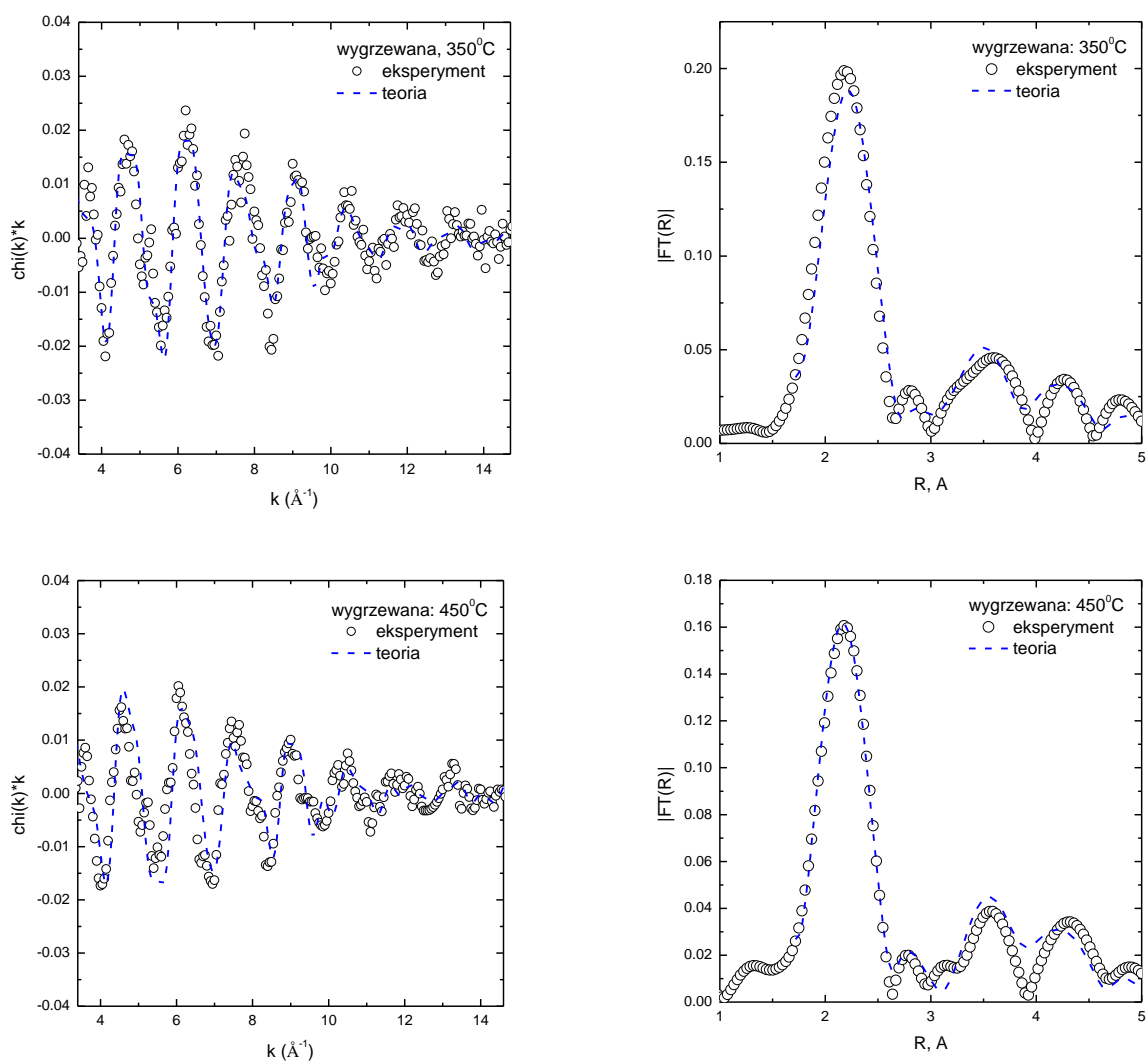 0.04
0.03
0.02
0.01
0.00
-0.01
-0.02
-0.03
-0.04
chi(k)*k
wygrzewana, 350⁰C
eksperyment
teoria
4 6 8 10 12 14
k (Å⁻¹)
0.20
0.15
0.10
0.05
0.00
|FT(R)|
wygrzewana: 350⁰C
eksperyment
teoria
1 2 3 4 5
R, A
0.04
0.03
0.02
0.01
0.00
-0.01
-0.02
-0.03
-0.04
chi(k)*k
wygrzewana: 450⁰C
eksperyment
teoria
4 6 8 10 12 14
k (Å⁻¹)
0.18
0.16
0.14
0.12
0.10
0.08
0.06
0.04
0.02
0.00
|FT(R)|
wygrzewana: 450⁰C
eksperyment
teoria
1 2 3 4 5
R, A